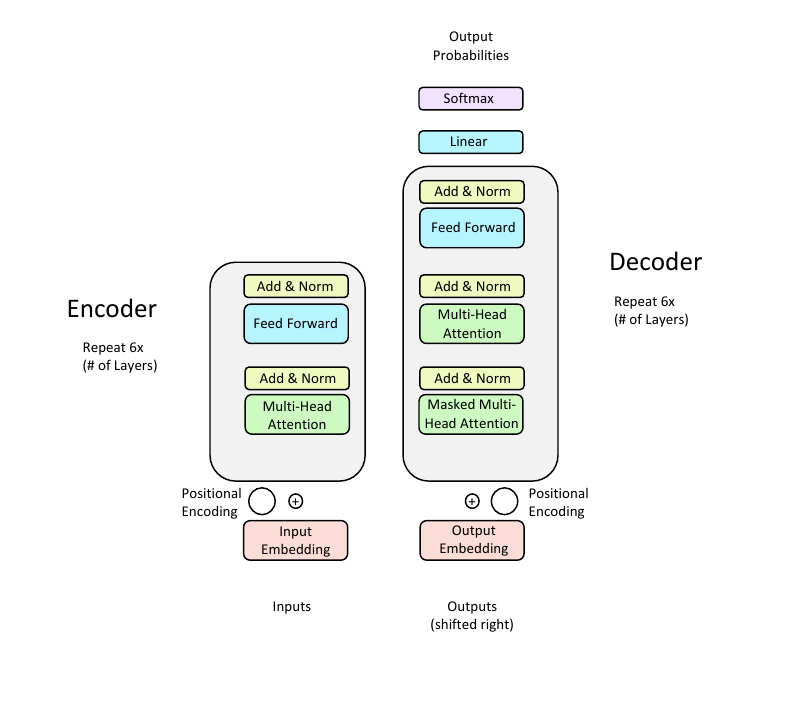 Output
Probabilities
Softmax
Linear
Add & Norm
Feed Forward
Add & Norm
Multi-Head
Attention
Add & Norm
Masked Multi-
Head Attention
Decoder
Repeat 6x
(# of Layers)
Positional
Encoding
+
Output
Embedding
Outputs
(shifted right)
Encoder
Repeat 6x
(# of Layers)
Add & Norm
Feed Forward
Add & Norm
Multi-Head
Attention
Positional
Encoding
+
Input
Embedding
Inputs